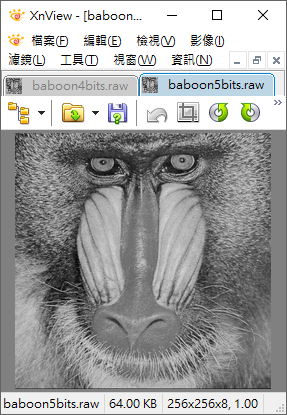 XnView - [baboon
檔案(F) 編輯(E) 檢視(V) 影像(I)
濾鏡(L) 工具(T) 視窗(W) 資訊(N)
baboon4bits.raw baboon5bits.raw
baboon5bits.raw 64.00 KB 256x256x8, 1.00